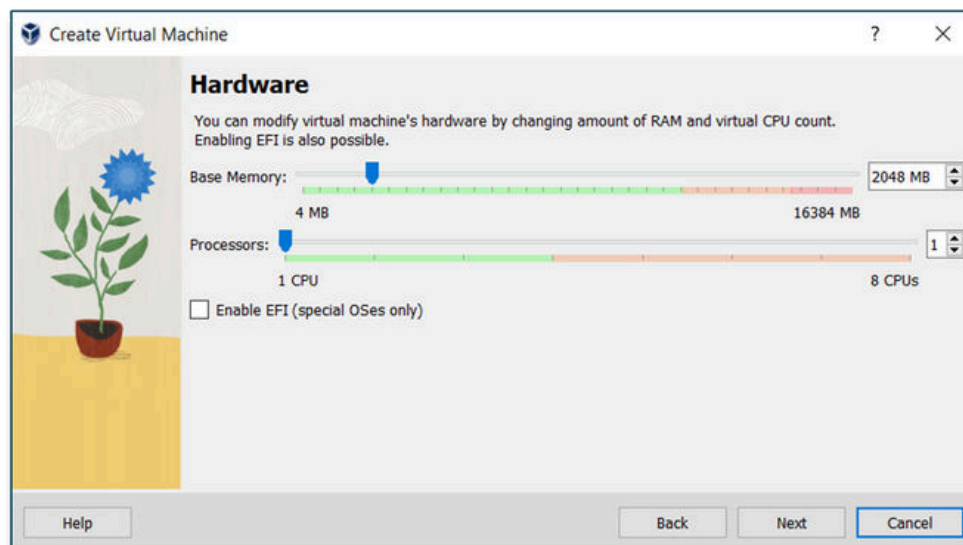 Create Virtual Machine
?
Hardware
You can modify virtual machine's hardware by changing amount of RAM and virtual CPU count.
Enabling EFI is also possible.
Base Memory:
2048 MB
4 MB
16384 MB
Processors:
1
1 CPU
8 CPUs
Enable EFI (special OSes only)
Help
Back
Next
Cancel